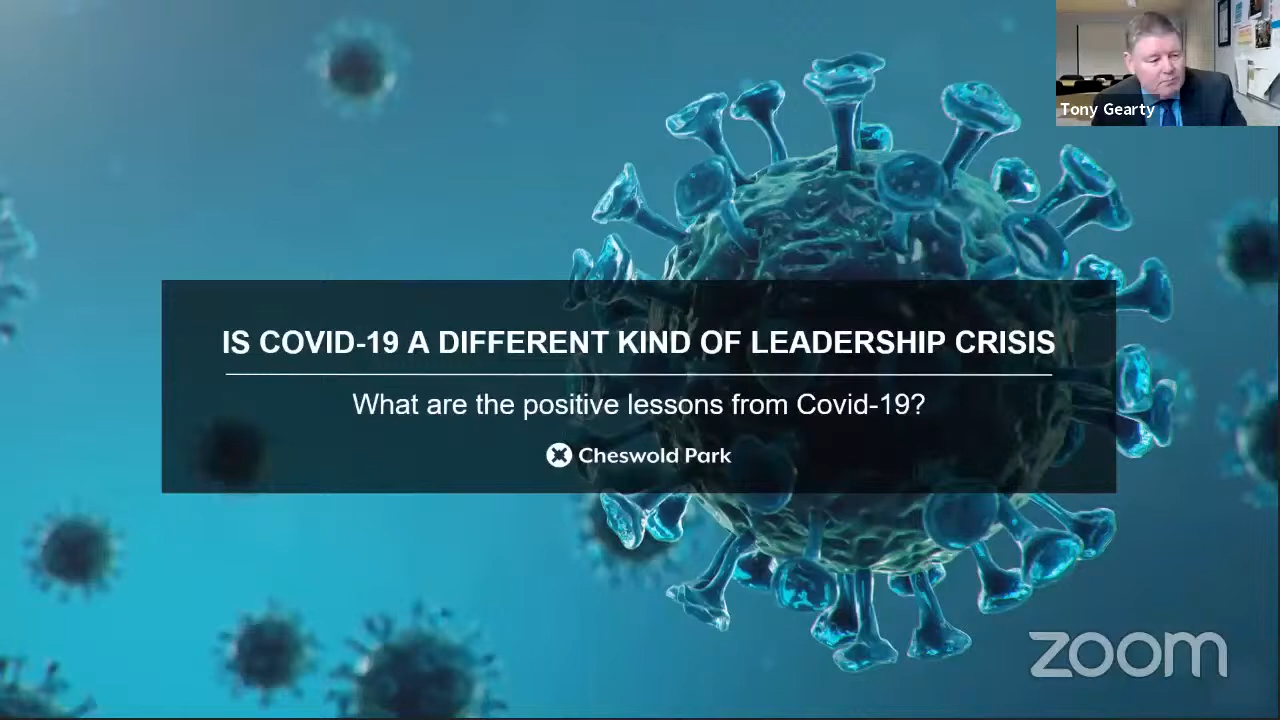 Tony Gearty
IS COVID-19 A DIFFERENT KIND OF LEADERSHIP CRISIS
What are the positive lessons from Covid-19?
Cheswold Park
zoom